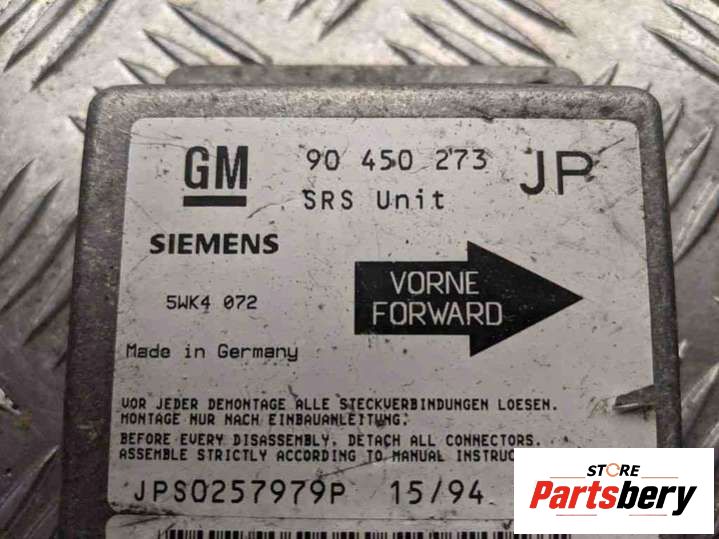 GM 90 450 273 JP
SRS Unit
SIEMENS
VORNE
5WK4 072
FORWARD
Made in Germany
VOR JEDER DEMONTAGE ALLE STECKVERBINDUNGEN LOESEN.
MONTAGE NUR NACH EINBAUANLEITUNG.
BEFORE EVERY DISASSEMBLY, DETACH ALL CONNECTORS.
ASSEMBLE STRICTLY ACCORDING TO MANUAL
JPS0257979P 15/94
STORE
Partsbery